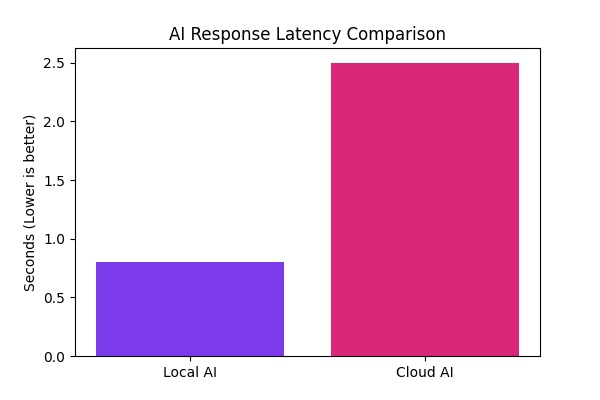 AI Response Latency Comparison
Seconds (Lower is better)
2.5
2.0
1.5
1.0
0.5
0.0
Local AI
Cloud AI